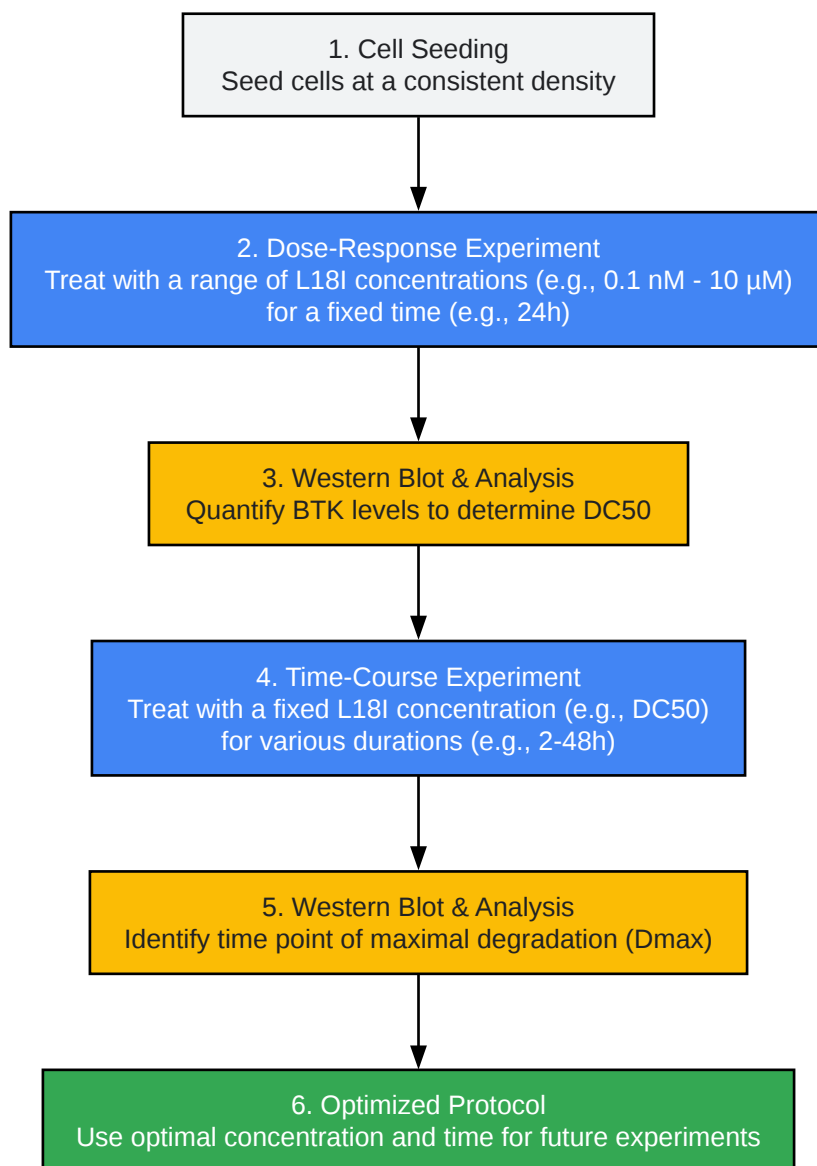 1. Cell Seeding
Seed cells at a consistent density
2. Dose-Response Experiment
Treat with a range of L18I concentrations (e.g., 0.1 nM - 10 µM)
for a fixed time (e.g., 24h)
3. Western Blot & Analysis
Quantify BTK levels to determine DC50
4. Time-Course Experiment
Treat with a fixed L18I concentration (e.g., DC50)
for various durations (e.g., 2-48h)
5. Western Blot & Analysis
Identify time point of maximal degradation (Dmax)
6. Optimized Protocol
Use optimal concentration and time for future experiments